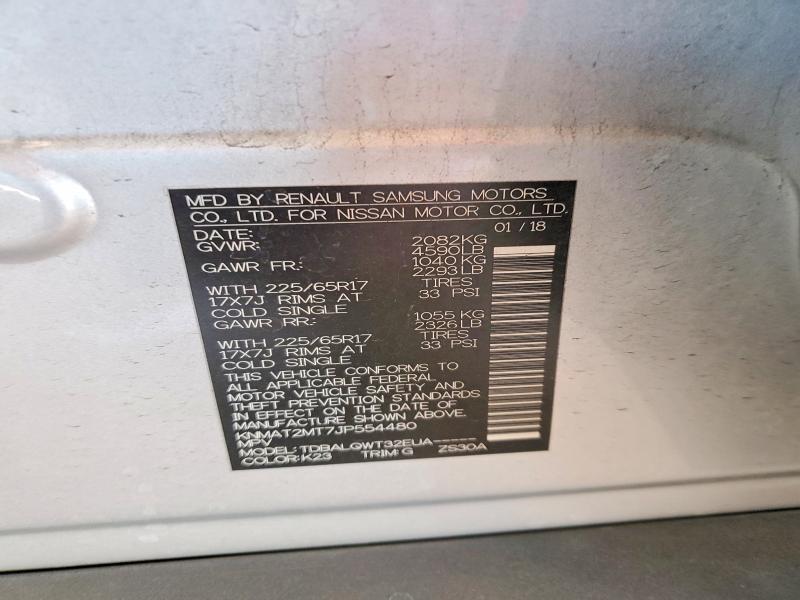 MFD BY RENAULT SAMSUNG MOTORS
CO., LTD. FOR NISSAN MOTOR CO., LTD.
DATE: 01 / 18
GVWR: 2082KG
4590LB
GAWR FR: 1040 KG
2293 LB
WITH 225/65R17 TIRES
17X7J RIMS AT 33 PSI
COLD SINGLE
GAWR RR: 1055 KG
2326 LB
WITH 225/65R17 TIRES
17X7J RIMS AT 33 PSI
COLD SINGLE
THIS VEHICLE CONFORMS TO
ALL APPLICABLE FEDERAL
MOTOR VEHICLE SAFETY AND
THEFT PREVENTION STANDARDS
IN EFFECT ON THE DATE OF
MANUFACTURE SHOWN ABOVE.
KNMAT2MT7JP554480
MPV
MODEL: TDBALQWT32EUA-----
COLOR: K23 TRIM: G ZS30A